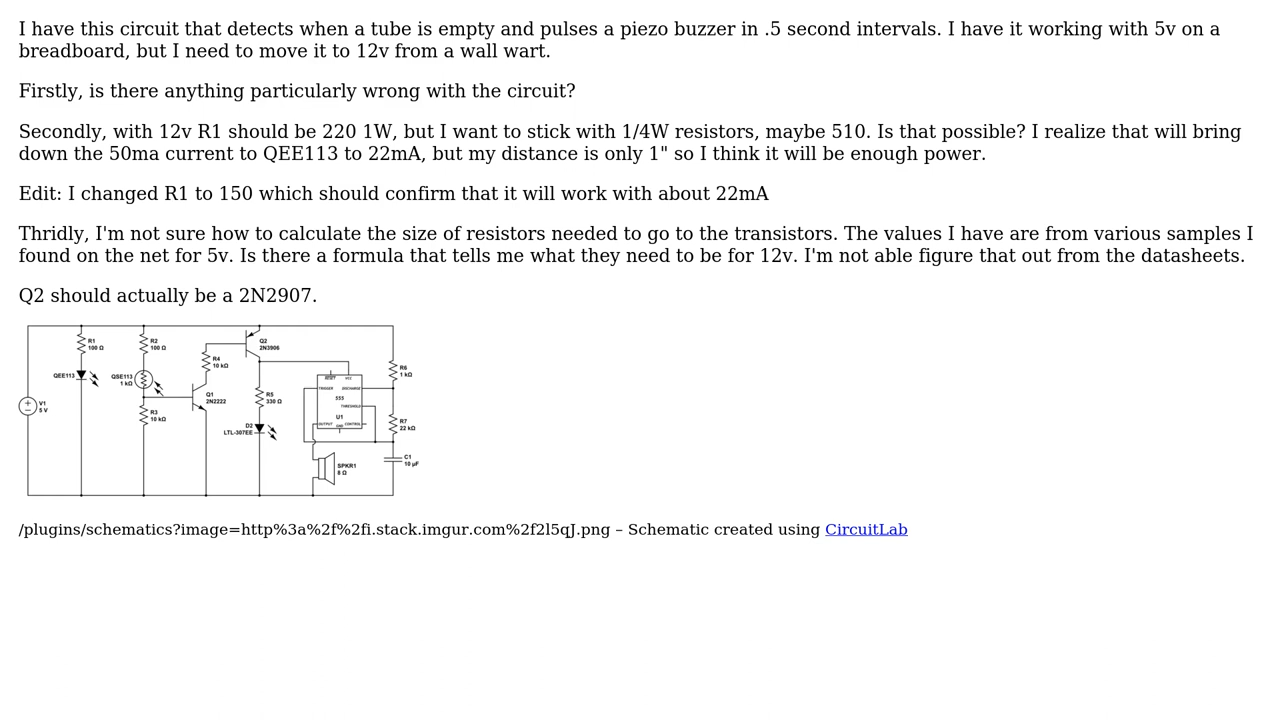 I have this circuit that detects when a tube is empty and pulses a piezo buzzer in .5 second intervals. I have it working with 5v on a
breadboard, but I need to move it to 12v from a wall wart.
Firstly, is there anything particularly wrong with the circuit?
Secondly, with 12v R1 should be 220 1W, but I want to stick with 1/4W resistors, maybe 510. Is that possible? I realize that will bring
down the 50ma current to QEE113 to 22mA, but my distance is only 1" so I think it will be enough power.
Edit: I changed R1 to 150 which should confirm that it will work with about 22mA
Thridly, I'm not sure how to calculate the size of resistors needed to go to the transistors. The values I have are from various samples I
found on the net for 5v. Is there a formula that tells me what they need to be for 12v. I'm not able figure that out from the datasheets.
Q2 should actually be a 2N2907.
R1
100 Ω
R2
100 Ω
Q2
2N3906
R4
10 kΩ
QEE113
QSE113
1 kΩ
R6
1 kΩ
RESET
VCC
TRIGGER
DISCHARGE
555
THRESHOLD
U1
OUTPUT
GND
CONTROL
Q1
2N2222
R5
330 Ω
V1
5 V
R3
10 kΩ
D2
LTL-307EE
R7
22 kΩ
C1
10 µF
SPKR1
8 Ω
/plugins/schematics?image=http%3a%2f%2fi.stack.imgur.com%2f2l5qJ.png – Schematic created using CircuitLab